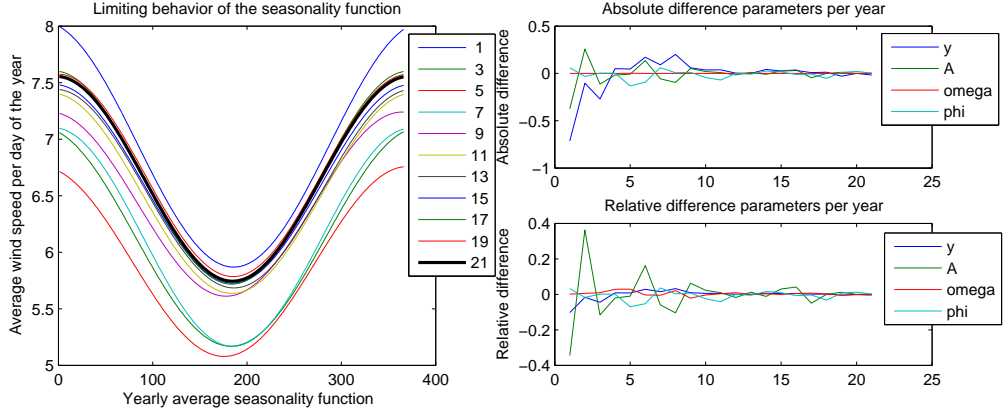 Limiting behavior of the seasonality function
Average wind speed per day of the year
8
7.5
7
6.5
6
5.5
5
0
100
200
300
400
Yearly average seasonality function
1
3
5
7
9
11
13
15
17
19
21
Absolute difference parameters per year
Absolute difference
0.5
0
−0.5
−1
0
5
10
15
20
25
y
A
omega
phi
Relative difference parameters per year
Relative difference
0.4
0.2
0
−0.2
−0.4
0
5
10
15
20
25
y
A
omega
phi